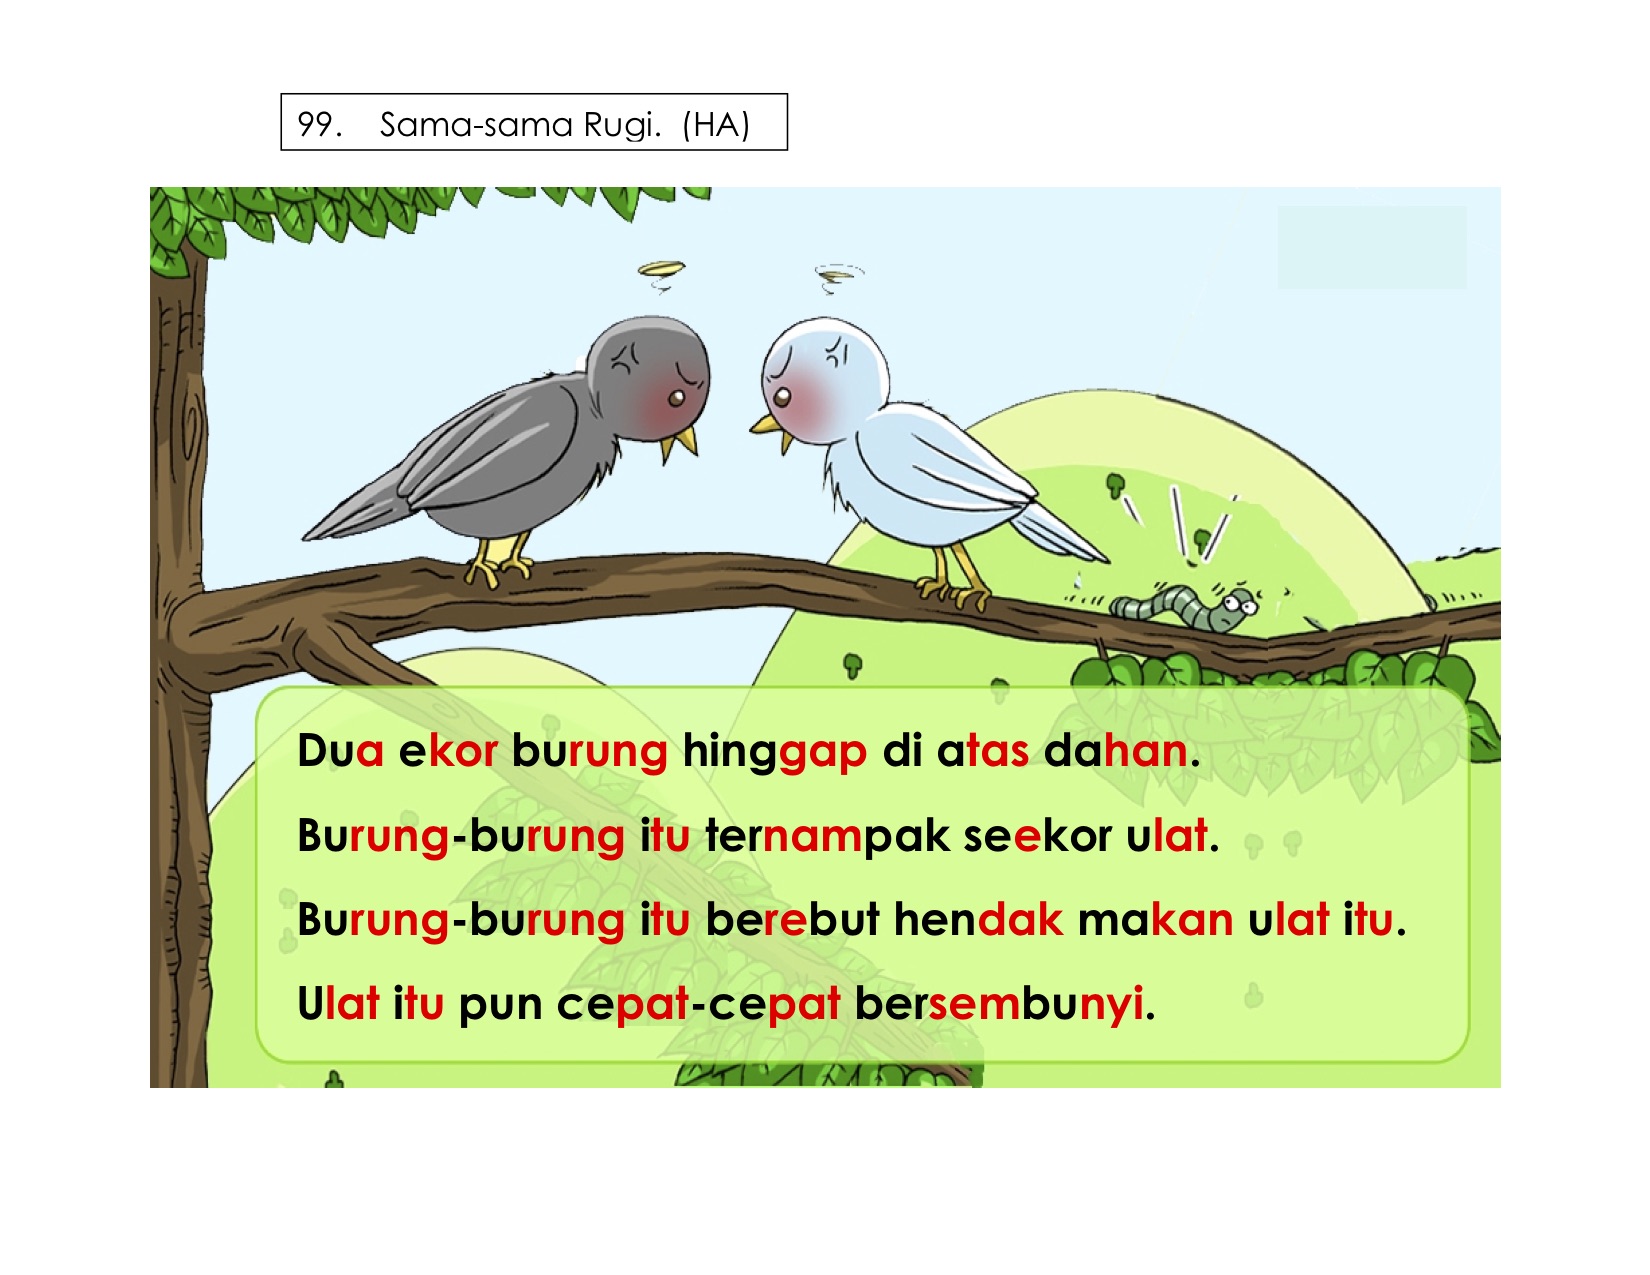 99. Sama-sama Rugi. (HA)
Dua ekor burung hinggap di atas dahan.
Burung-burung itu ternampak seekor ulat.
Burung-burung itu berebut hendak makan ulat itu.
Ulat itu pun cepat-cepat bersembunyi.